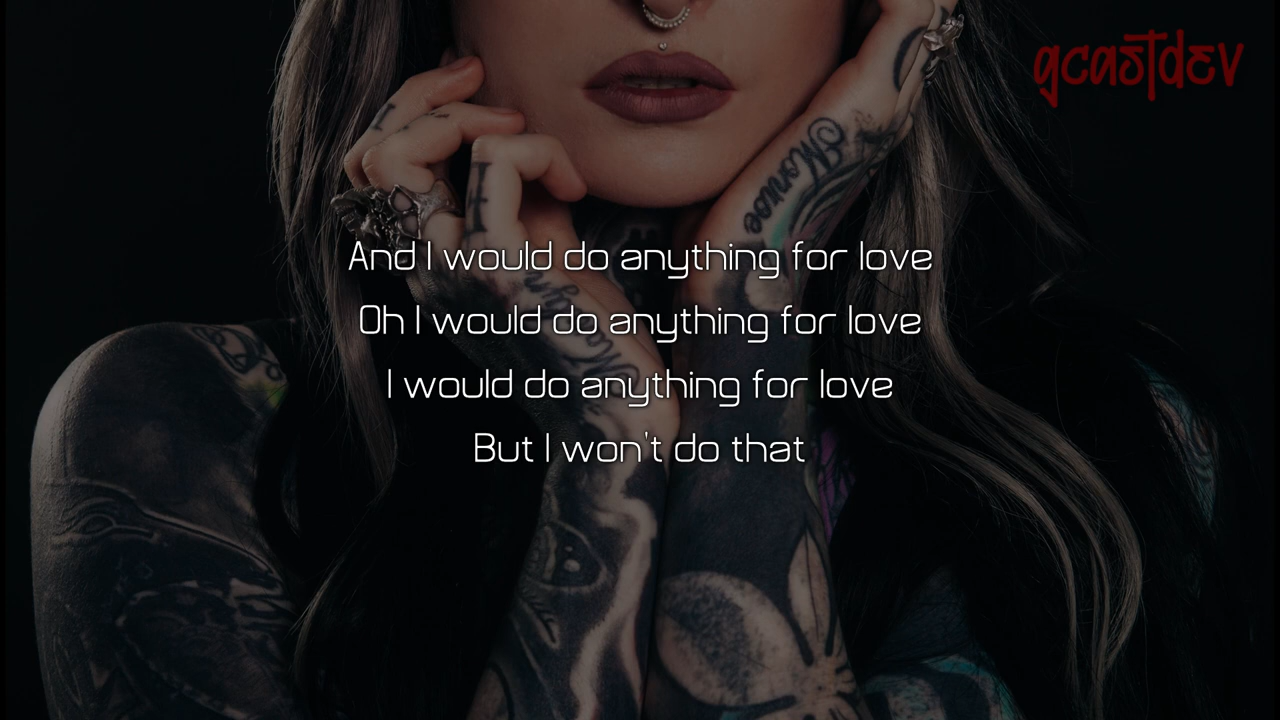 gcastdev
Monroe
And I would do anything for love
Oh I would do anything for love
I would do anything for love
But I won't do that